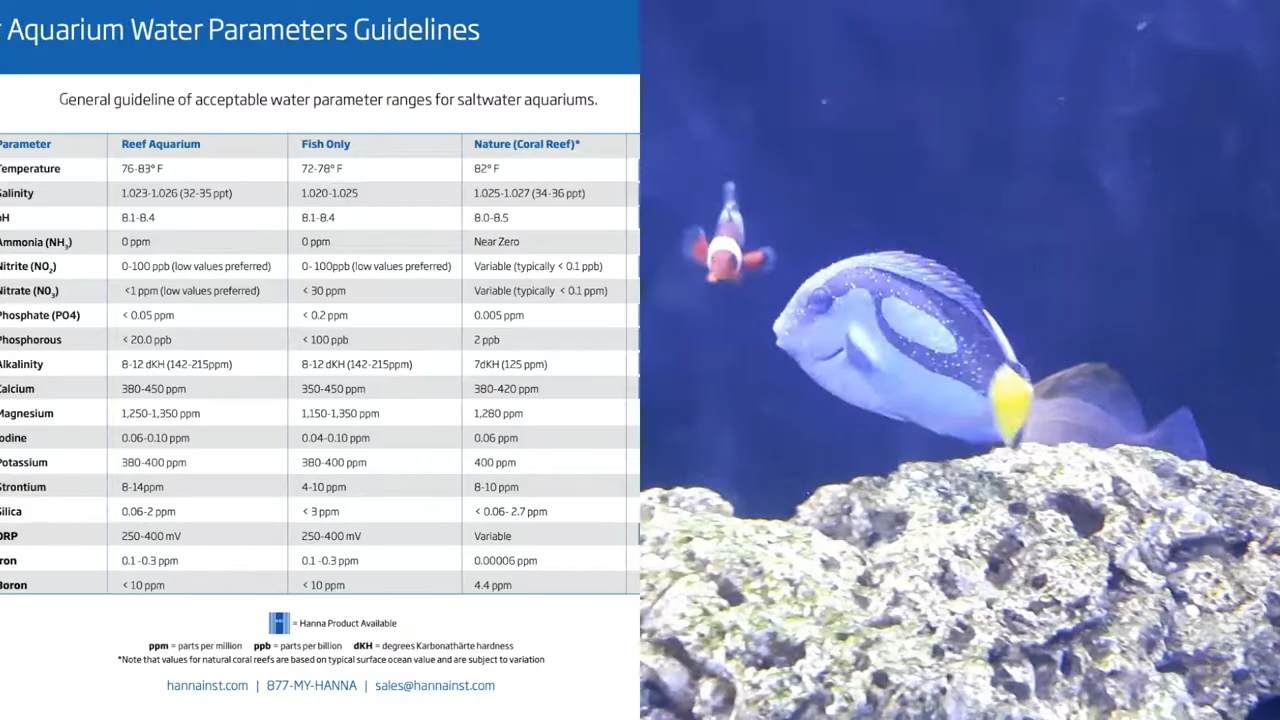 Aquarium Water Parameters Guidelines
General guideline of acceptable water parameter ranges for saltwater aquariums.
Parameter Reef Aquarium Fish Only Nature (Coral Reef)*
Temperature 76-83° F 72-78° F 82° F
Salinity 1.023-1.026 (32-35 ppt) 1.020-1.025 1.025-1.027 (34-36 ppt)
pH 8.1-8.4 8.1-8.4 8.0-8.5
Ammonia (NH₃) 0 ppm 0 ppm Near Zero
Nitrite (NO₂) 0-100 ppb (low values preferred) 0-100ppb (low values preferred) Variable (typically < 0.1 ppb)
Nitrate (NO₃) <1 ppm (low values preferred) < 30 ppm Variable (typically < 0.1 ppm)
Phosphate (PO4) < 0.05 ppm < 0.2 ppm 0.005 ppm
Phosphorous < 20.0 ppb < 100 ppb 2 ppb
Alkalinity 8-12 dKH (142-215ppm) 8-12 dKH (142-215ppm) 7dKH (125 ppm)
Calcium 380-450 ppm 350-450 ppm 380-420 ppm
Magnesium 1,250-1,350 ppm 1,150-1,350 ppm 1,280 ppm
Iodine 0.06-0.10 ppm 0.04-0.10 ppm 0.06 ppm
Potassium 380-400 ppm 380-400 ppm 400 ppm
Strontium 8-14ppm 4-10 ppm 8-10 ppm
Silica 0.06-2 ppm < 3 ppm < 0.06- 2.7 ppm
ORP 250-400 mV 250-400 mV Variable
Iron 0.1 -0.3 ppm 0.1 -0.3 ppm 0.00006 ppm
Boron < 10 ppm < 10 ppm 4.4 ppm
H = Hanna Product Available
ppm = parts per million ppb = parts per billion dKH = degrees Karbonathärte hardness
*Note that values for natural coral reefs are based on typical surface ocean value and are subject to variation
hannainst.com | 877-MY-HANNA | sales@hannainst.com